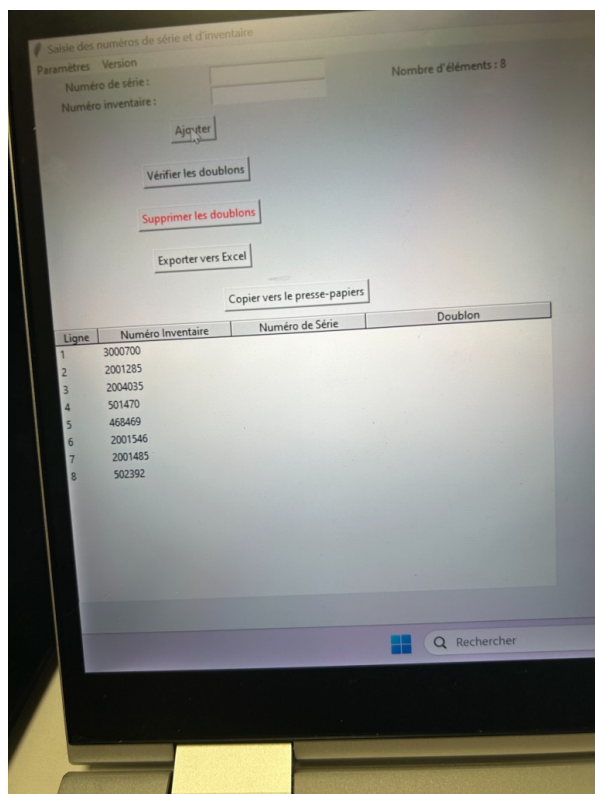 Saisie des numéros de série et d'inventaire
Paramètres Version
Numéro de série :
Nombre d'éléments : 8
Numéro inventaire :
Ajouter
Vérifier les doublons
Supprimer les doublons
Exporter vers Excel
Copier vers le presse-papiers
Ligne Numéro Inventaire Numéro de Série Doublon
1 3000700
2 2001285
3 2004035
4 501470
5 468469
6 2001546
7 2001485
8 502392
Rechercher